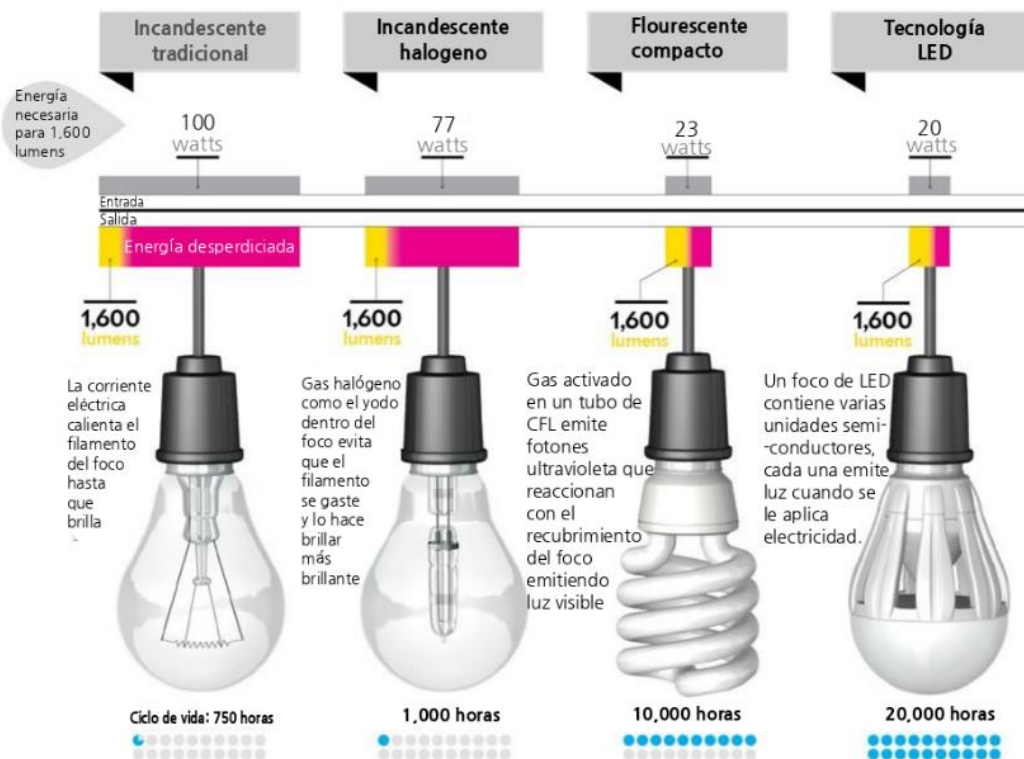 Incandescente
tradicional
Incandescente
halogeno
Flourescente
compacto
Tecnología
LED
Energía
necesaria
para 1,600
lumens
100
watts
77
watts
23
watts
20
watts
Entrada
Salida
Energía desperdiciada
1,600
lumens
1,600
lumens
1,600
lumens
1,600
lumens
La corriente
eléctrica
calienta el
filamento
del foco
hasta
que
brilla
Gas halógeno
como el yodo
dentro del
foco evita
que el
filamento
se gaste
y lo hace
brillar
más
brillante
Gas activado
en un tubo de
CFL emite
fotones
ultravioleta que
reaccionan
con el
recubrimiento
del foco
emitiendo
luz visible
Un foco de LED
contiene varias
unidades semi-
-conductores,
cada una emite
luz cuando se
le aplica
electricidad.
Ciclo de vida: 750 horas
1,000 horas
10,000 horas
20,000 horas